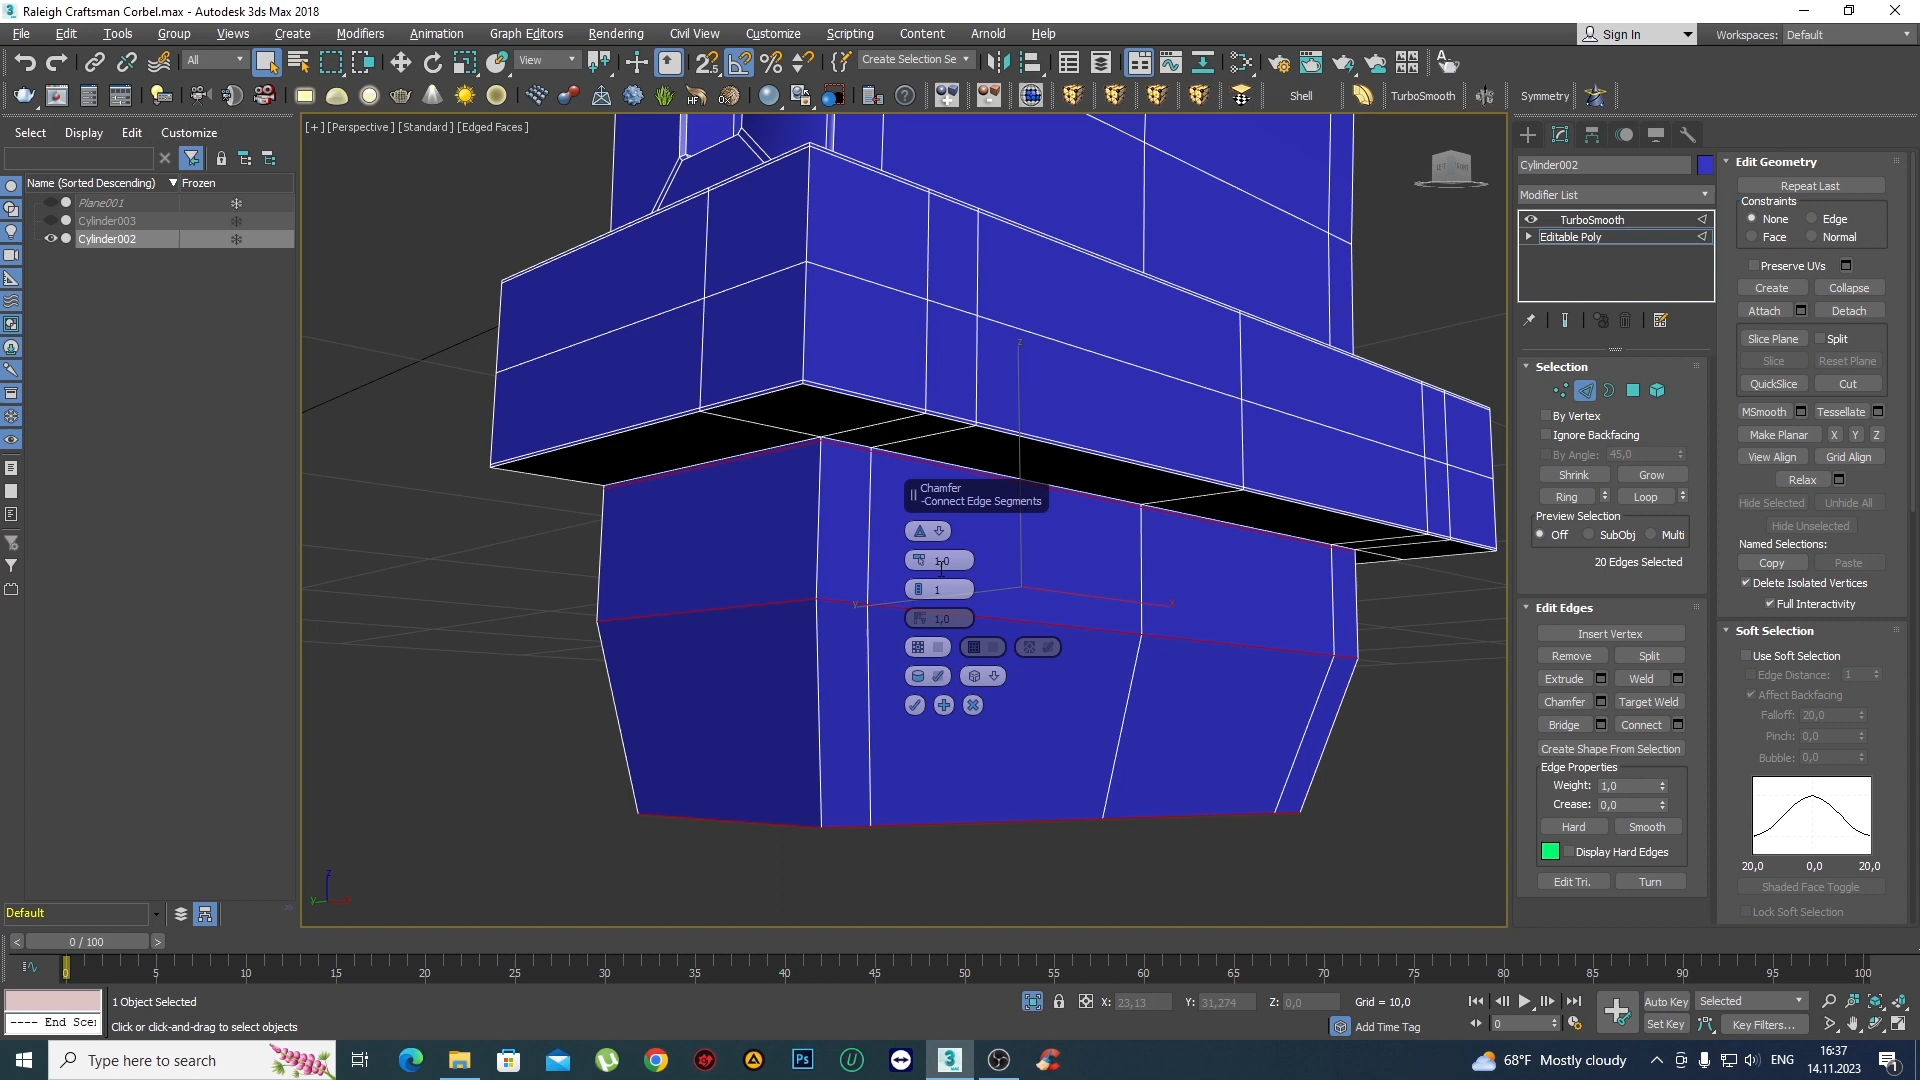 Raleigh Craftsman Corbel.max - Autodesk 3ds Max 2018
File Edit Tools Group Views Create Modifiers Animation Graph Editors Rendering Civil View Customize Scripting Content Arnold Help
Sign In Workspaces: Default
All View Create Selection Se
Shell TurboSmooth Symmetry
Select Display Edit Customize
[+] [Perspective] [Standard] [Edged Faces]
Name (Sorted Descending) Frozen
Plane001
Cylinder003
Cylinder002
Chamfer
-Connect Edge Segments
1,0
1
1,0
Cylinder002
Modifier List
TurboSmooth
Editable Poly
Selection
By Vertex
Ignore Backfacing
By Angle: 45,0
Shrink Grow
Ring Loop
Preview Selection
Off SubObj Multi
20 Edges Selected
Edit Edges
Insert Vertex
Remove Split
Extrude Weld
Chamfer Target Weld
Bridge Connect
Create Shape From Selection
Edge Properties
Weight: 1,0
Crease: 0,0
Hard Smooth
Display Hard Edges
Edit Tri. Turn
Edit Geometry
Repeat Last
Constraints
None Edge
Face Normal
Preserve UVs
Create Collapse
Attach Detach
Slice Plane Split
Slice Reset Plane
QuickSlice Cut
MSmooth Tessellate
Make Planar X Y Z
View Align Grid Align
Relax
Hide Selected Unhide All
Hide Unselected
Named Selections:
Copy Paste
Delete Isolated Vertices
Full Interactivity
Soft Selection
Use Soft Selection
Edge Distance: 1
Affect Backfacing
Falloff: 20,0
Pinch: 0,0
Bubble: 0,0
20,0 0,0 20,0
Shaded Face Toggle
Lock Soft Selection
Default
< 0 / 100 >
0 5 10 15 20 25 30 35 40 45 50 55 60 65 70 75 80 85 90 95 100
1 Object Selected
---- End Scei
Click or click-and-drag to select objects
X: 23,13 Y: 31,274 Z: 0,0 Grid = 10,0
Add Time Tag
0
Auto Key Selected
Set Key Key Filters...
Type here to search
68°F Mostly cloudy ENG 16:37
14.11.2023